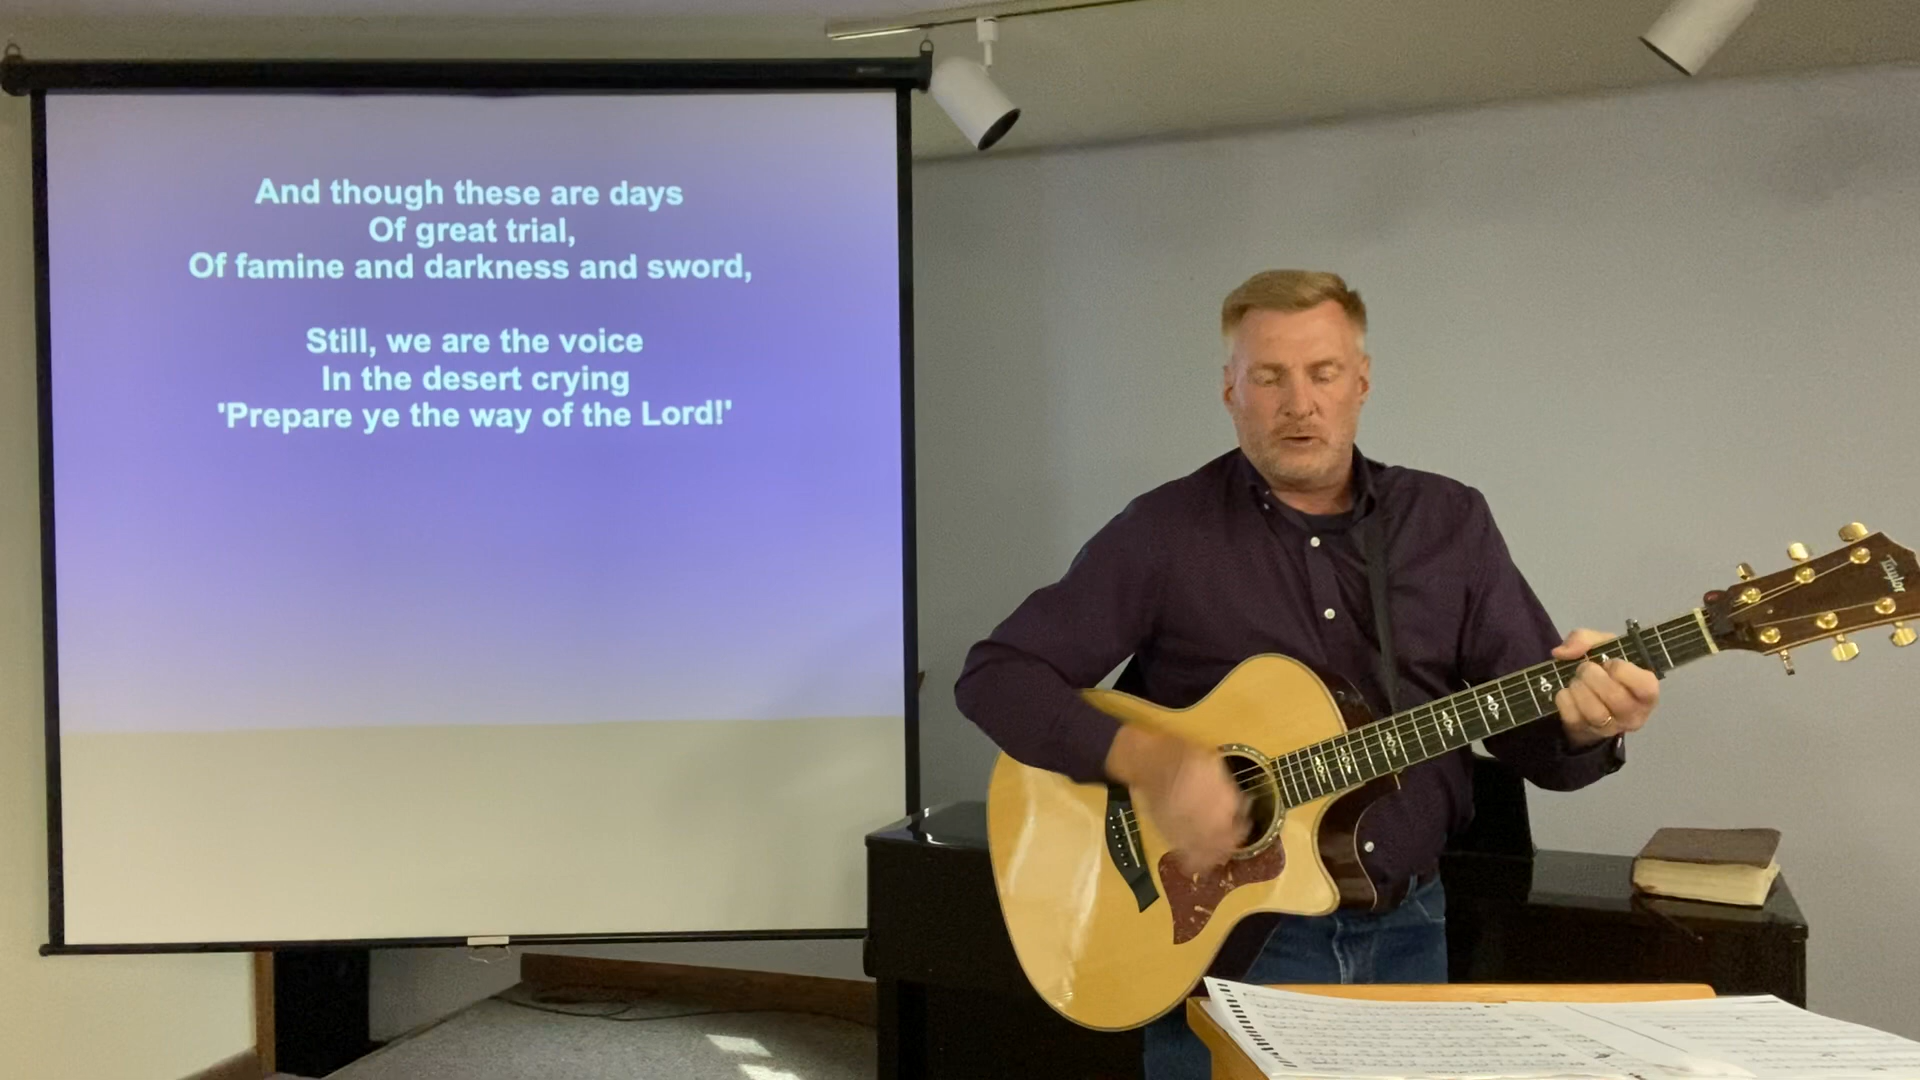 And though these are days
Of great trial,
Of famine and darkness and sword,
Still, we are the voice
In the desert crying
'Prepare ye the way of the Lord!'
Taylor